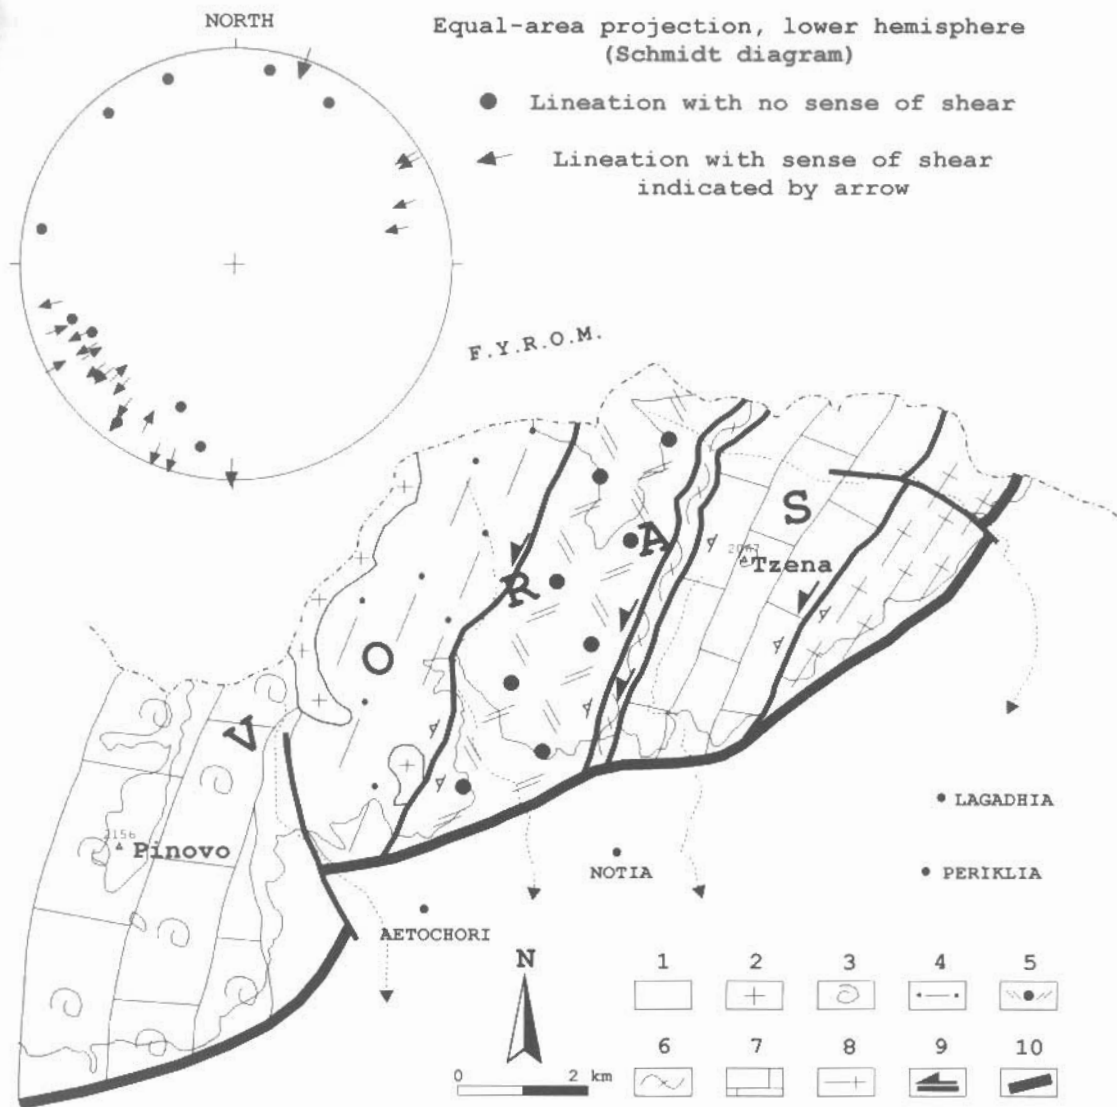 NORTH
Equal-area projection, lower hemisphere
(Schmidt diagram)
Lineation with no sense of shear
Lineation with sense of shear
indicated by arrow
F.Y.R.O.M.
V O R A S
Tzena
2156
Pinovo
LAGADHIA
NOTIA
PERIKLIA
AETOCHORI
N
0 2 km
1 2 3 4 5
6 7 8 9 10